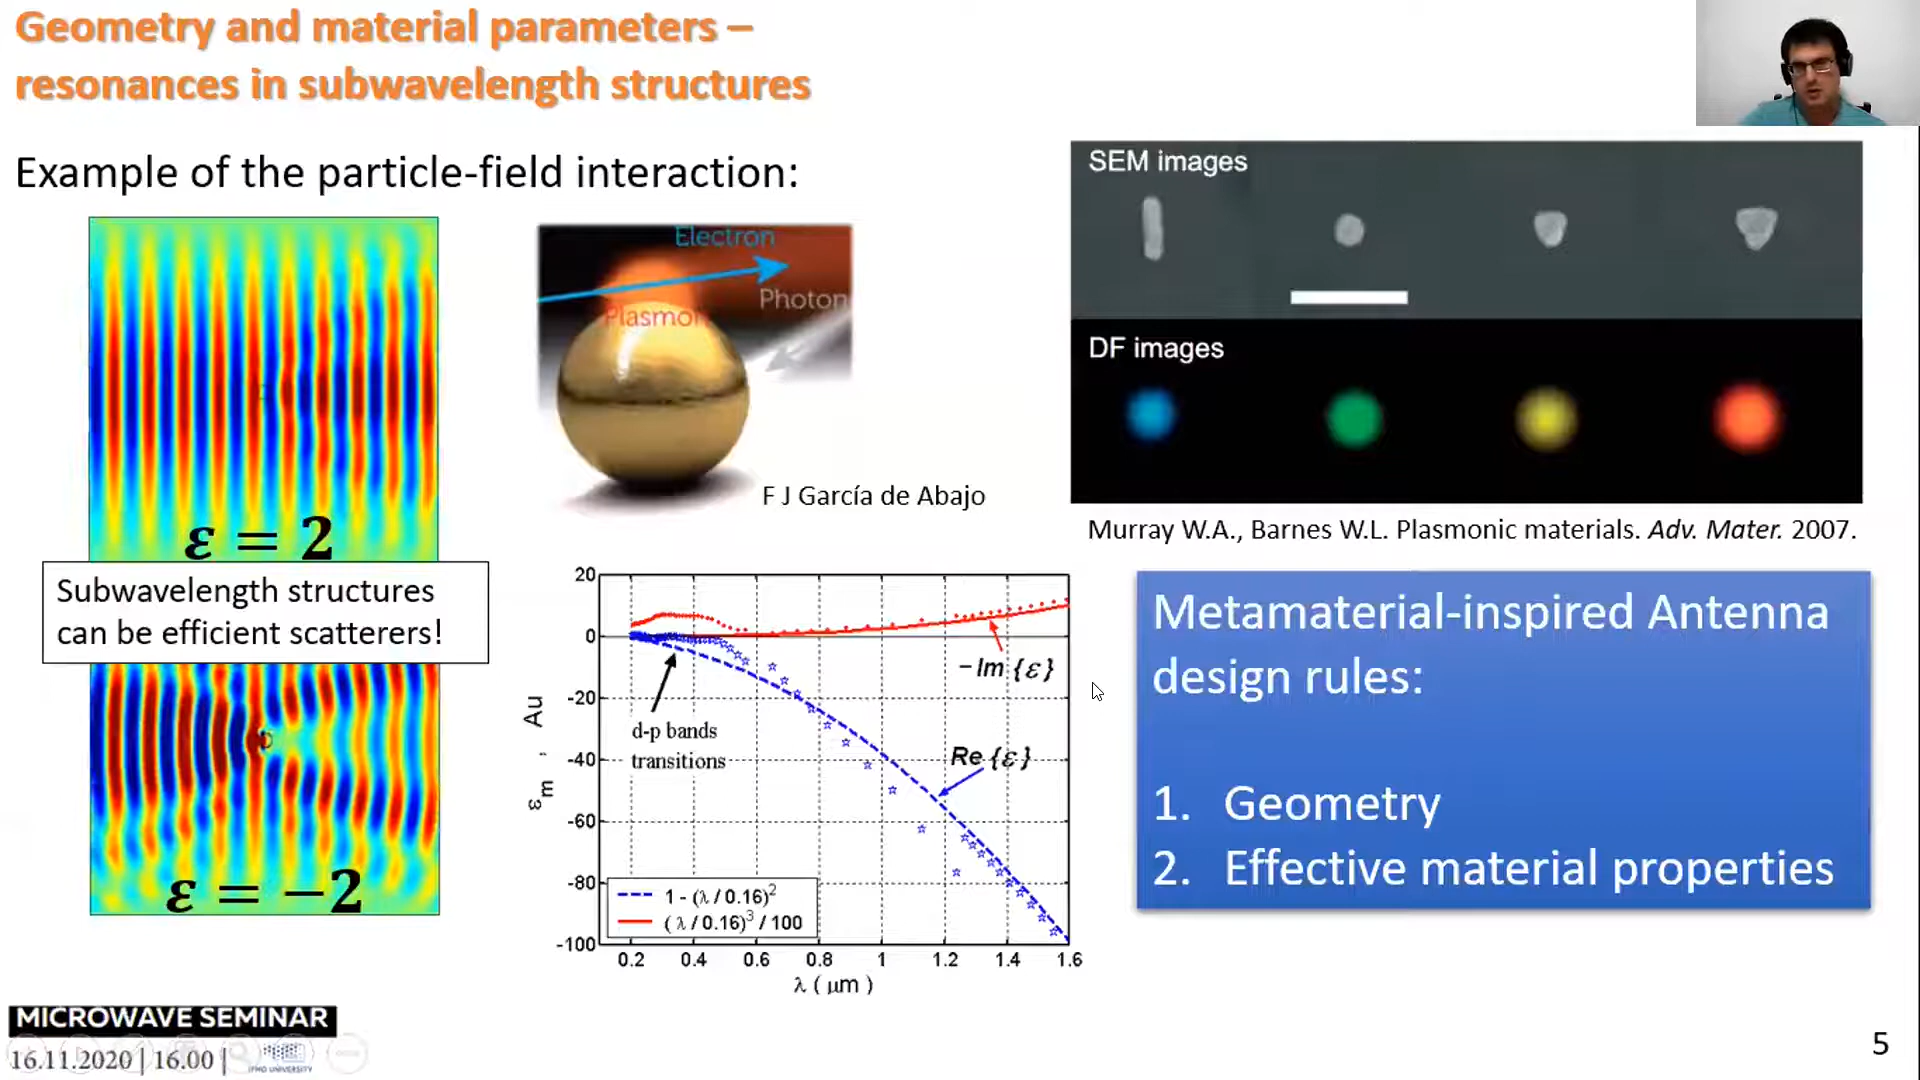 Geometry and material parameters –
resonances in subwavelength structures
Example of the particle-field interaction:
ε = 2
Subwavelength structures
can be efficient scatterers!
ε = −2
Electron
Photon
Plasmon
F J García de Abajo
SEM images
DF images
Murray W.A., Barnes W.L. Plasmonic materials. Adv. Mater. 2007.
20
0
-20
-40
-60
-80
-100
ε_m , Au
−Im {ε}
d-p bands
transitions
Re {ε}
1 - (λ / 0.16)²
(λ / 0.16)³ / 100
0.2 0.4 0.6 0.8 1 1.2 1.4 1.6
λ ( μm )
Metamaterial-inspired Antenna
design rules:
1. Geometry
2. Effective material properties
MICROWAVE SEMINAR
16.11.2020 | 16.00 |
ITMO UNIVERSITY
5